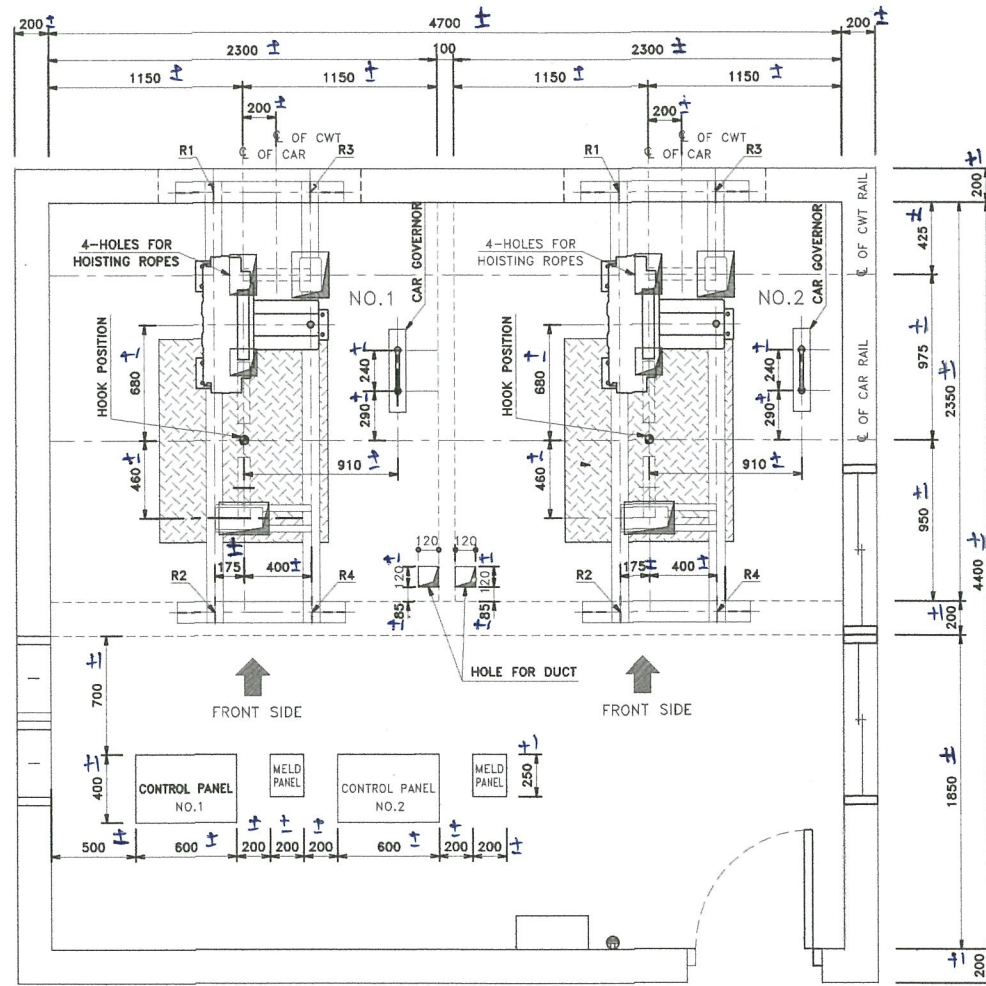 200 ± 4700 ± 200 ±
2300 ± 100 2300 ±
1150 ± 1150 ± 1150 ± 1150 ±
200 ± 200 ±
℄ OF CWT ℄ OF CWT
℄ OF CAR ℄ OF CAR
R1 R3 R1 R3
200 ±
4-HOLES FOR
HOISTING ROPES
4-HOLES FOR
HOISTING ROPES
CAR GOVERNOR
CAR GOVERNOR
℄ OF CWT RAIL
425 ±
NO.1 NO.2
HOOK POSITION
HOOK POSITION
680 ±
240 ±
290 ±
680 ±
240 ±
290 ±
℄ OF CAR RAIL
975 ±
2350 ±
910 ± 910 ±
460 ±
460 ±
950 ±
4400 ±
120 120
120 ±
120 ±
85 ±
85 ±
175 ± 400 ± 175 ± 400 ±
R2 R4 R2 R4
200 ±
HOLE FOR DUCT
700 ±
FRONT SIDE FRONT SIDE
400 ±
CONTROL PANEL
NO.1
MELD
PANEL
CONTROL PANEL
NO.2
MELD
PANEL
250 ±
1850 ±
500 ± 600 ± 200 ± 200 ± 200 ± 600 ± 200 ± 200 ±
200 ±